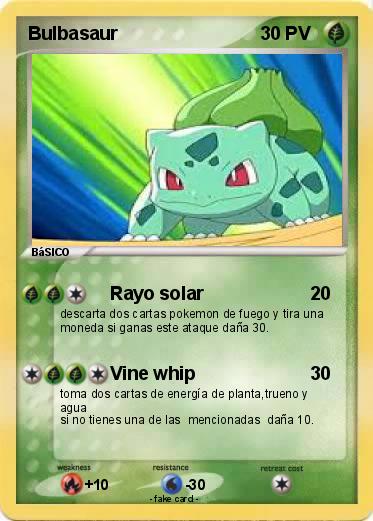 Bulbasaur 30 PV
BáSICO
Rayo solar 20
descarta dos cartas pokemon de fuego y tira una
moneda si ganas este ataque daña 30.
Vine whip 30
toma dos cartas de energía de planta,trueno y
agua
si no tienes una de las mencionadas daña 10.
weakness resistance retreat cost
+10 -30
- fake card -